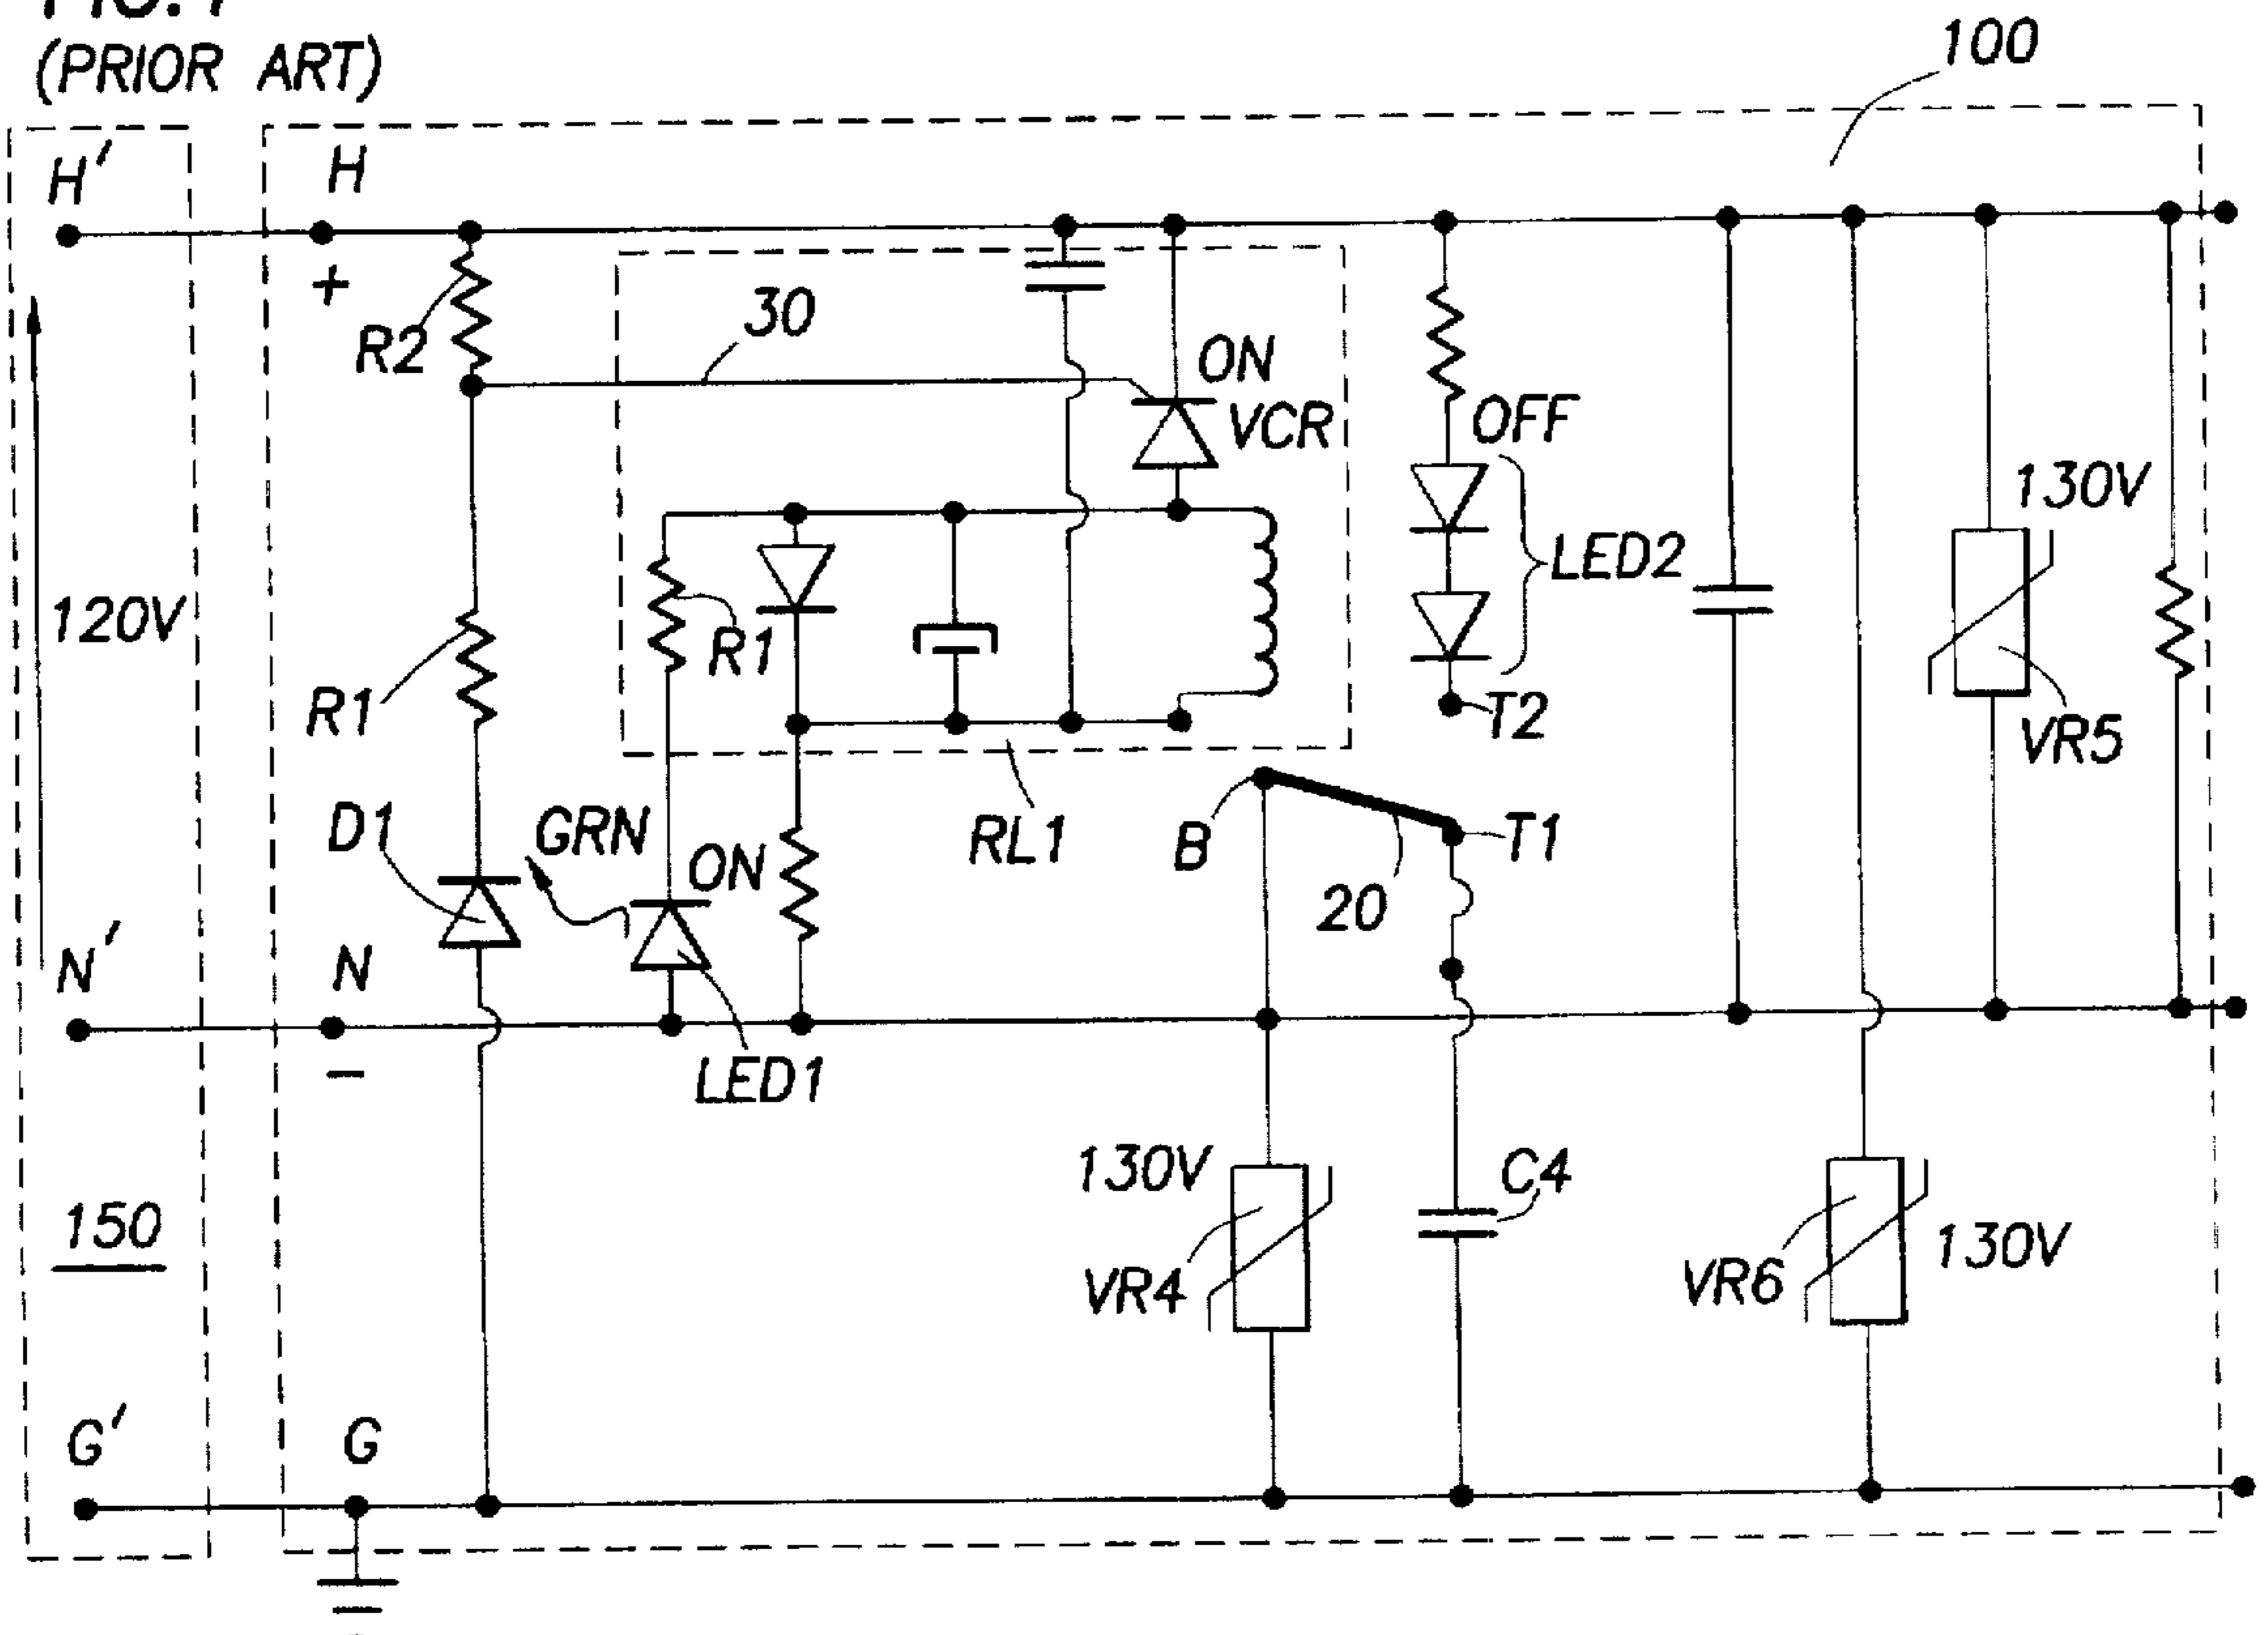 (PRIOR ART)
100
H'
H
+
R2
30
ON
VCR
OFF
130V
LED2
120V
R1
R1
T2
VR5
D1
GRN
ON
RL1
B
T1
20
N'
N
−
LED1
130V
C4
150
VR4
VR6
130V
G'
G